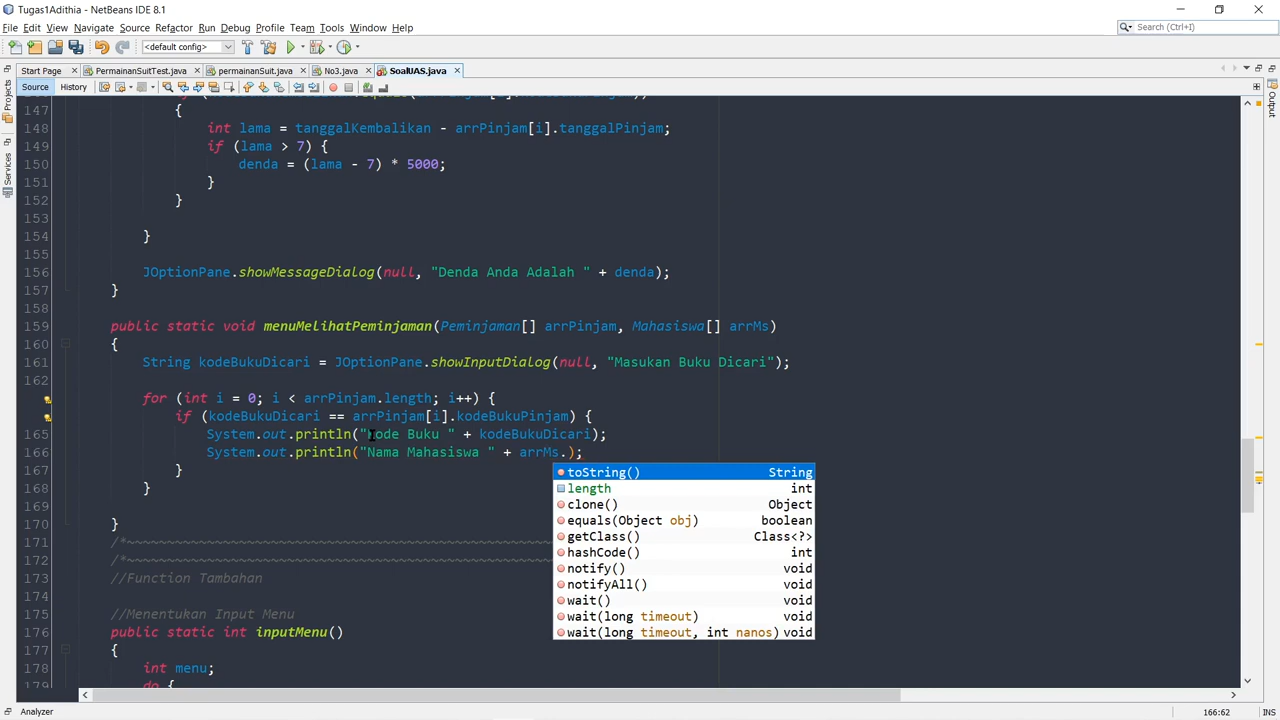 Tugas1Adithia - NetBeans IDE 8.1
File Edit View Navigate Source Refactor Run Debug Profile Team Tools Window Help
Search (Ctrl+I)
<default config>
Start Page PermainanSuitTest.java permainanSuit.java No3.java SoalUAS.java
Source History
Projects
Services
Output
147 {
148 int lama = tanggalKembalikan - arrPinjam[i].tanggalPinjam;
149 if (lama > 7) {
150 denda = (lama - 7) * 5000;
151 }
152 }
153
154 }
155
156 JOptionPane.showMessageDialog(null, "Denda Anda Adalah " + denda);
157 }
158
159 public static void menuMelihatPeminjaman(Peminjaman[] arrPinjam, Mahasiswa[] arrMs)
160 {
161 String kodeBukuDicari = JOptionPane.showInputDialog(null, "Masukan Buku Dicari");
162
for (int i = 0; i < arrPinjam.length; i++) {
if (kodeBukuDicari == arrPinjam[i].kodeBukuPinjam) {
165 System.out.println("Kode Buku " + kodeBukuDicari);
166 System.out.println("Nama Mahasiswa " + arrMs.);
167 }
168 }
169
170 }
171 /*~~~~~~~~~~~~~~~~~~~~~~~~~~~~~~~~~~~~~~~~~~~~~~~~~~~~~
172 /*~~~~~~~~~~~~~~~~~~~~~~~~~~~~~~~~~~~~~~~~~~~~~~~~~~~~~
173 //Function Tambahan
174
175 //Menentukan Input Menu
176 public static int inputMenu()
177 {
178 int menu;
179 do {
toString() String
length int
clone() Object
equals(Object obj) boolean
getClass() Class<?>
hashCode() int
notify() void
notifyAll() void
wait() void
wait(long timeout) void
wait(long timeout, int nanos) void
Analyzer 166:62 INS